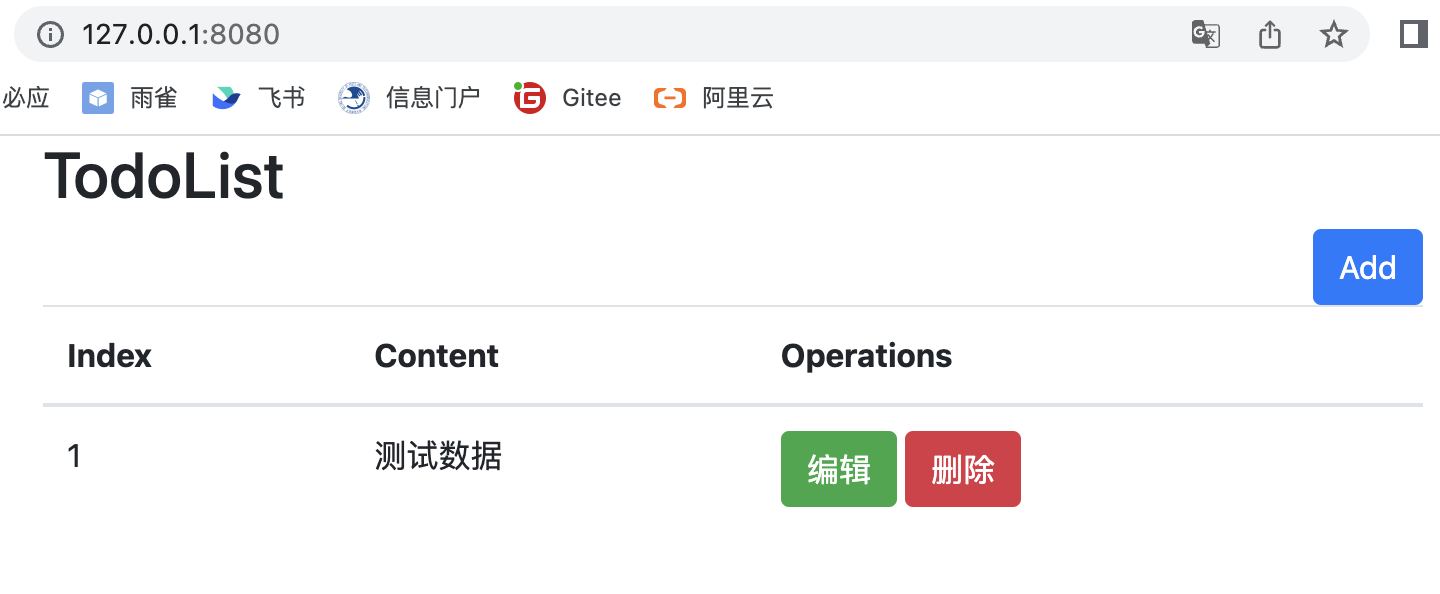 127.0.0.1:8080
必应 雨雀 飞书 信息门户 Gitee 阿里云
TodoList
Add
Index Content Operations
1 测试数据 编辑 删除